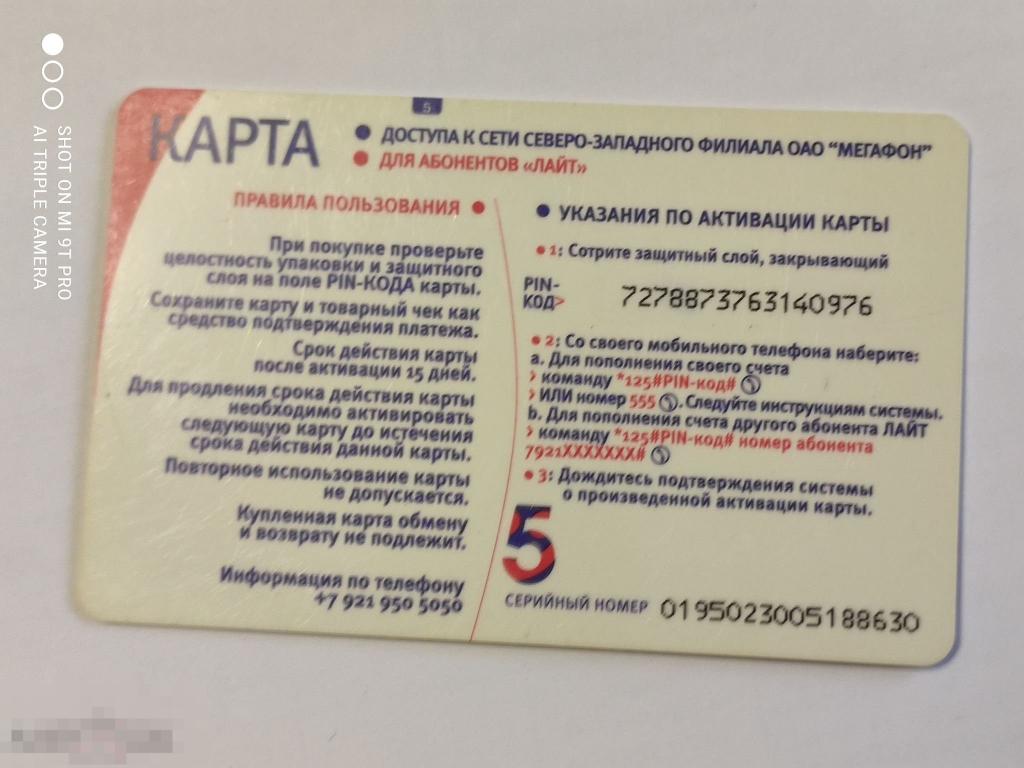 5
КАРТА
• ДОСТУПА К СЕТИ СЕВЕРО-ЗАПАДНОГО ФИЛИАЛА ОАО "МЕГАФОН"
• ДЛЯ АБОНЕНТОВ «ЛАЙТ»
ПРАВИЛА ПОЛЬЗОВАНИЯ •
При покупке проверьте
целостность упаковки и защитного
слоя на поле PIN-КОДА карты.
Сохраните карту и товарный чек как
средство подтверждения платежа.
Срок действия карты
после активации 15 дней.
Для продления срока действия карты
необходимо активировать
следующую карту до истечения
срока действия данной карты.
Повторное использование карты
не допускается.
Купленная карта обмену
и возврату не подлежит.
Информация по телефону
+7 921 950 5050
• УКАЗАНИЯ ПО АКТИВАЦИИ КАРТЫ
• 1: Сотрите защитный слой, закрывающий
PIN-
КОД> 7278873763140976
• 2: Со своего мобильного телефона наберите:
a. Для пополнения своего счета
> команду *125#PIN-код#
> ИЛИ номер 555 . Следуйте инструкциям системы.
b. Для пополнения счета другого абонента ЛАЙТ
> команду *125#PIN-код# номер абонента
7921XXXXXXX#
• 3: Дождитесь подтверждения системы
о произведенной активации карты.
5
СЕРИЙНЫЙ НОМЕР 0195023005188630
SHOT ON MI 9T PRO
AI TRIPLE CAMERA